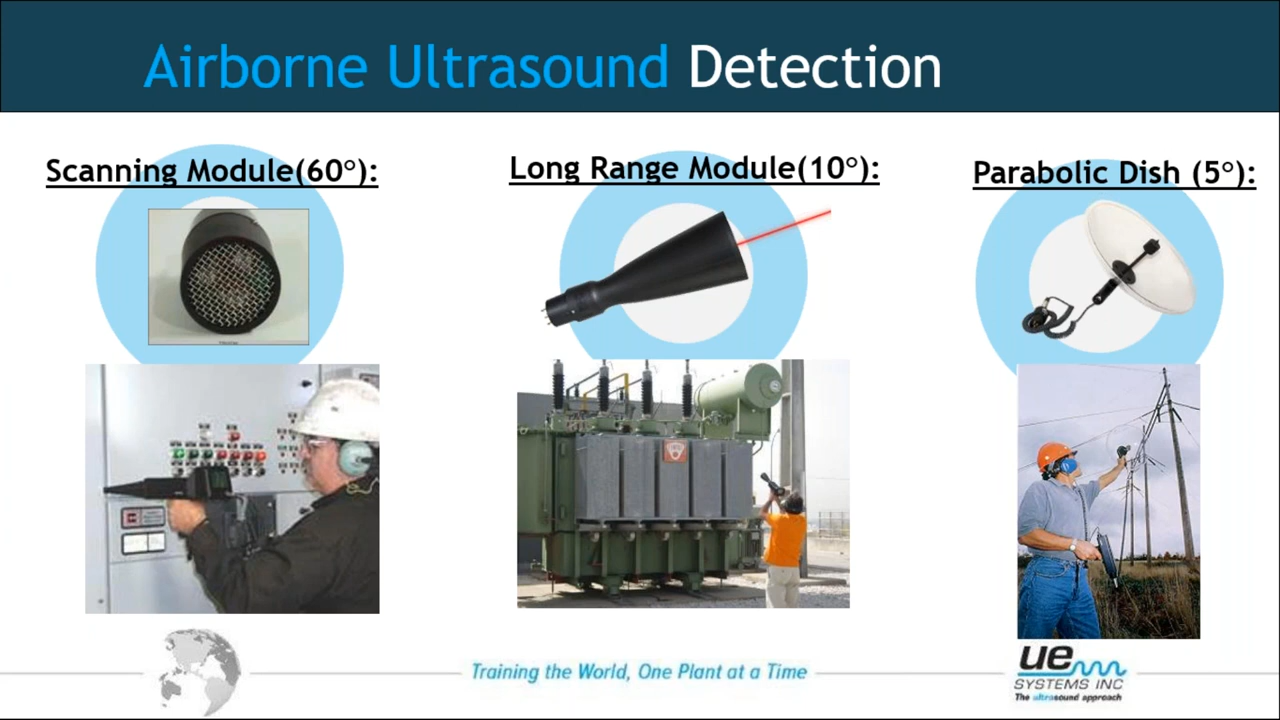 Airborne Ultrasound Detection
Scanning Module(60°):
Long Range Module(10°):
Parabolic Dish (5°):
Training the World, One Plant at a Time
ue
SYSTEMS INC
The ultrasound approach